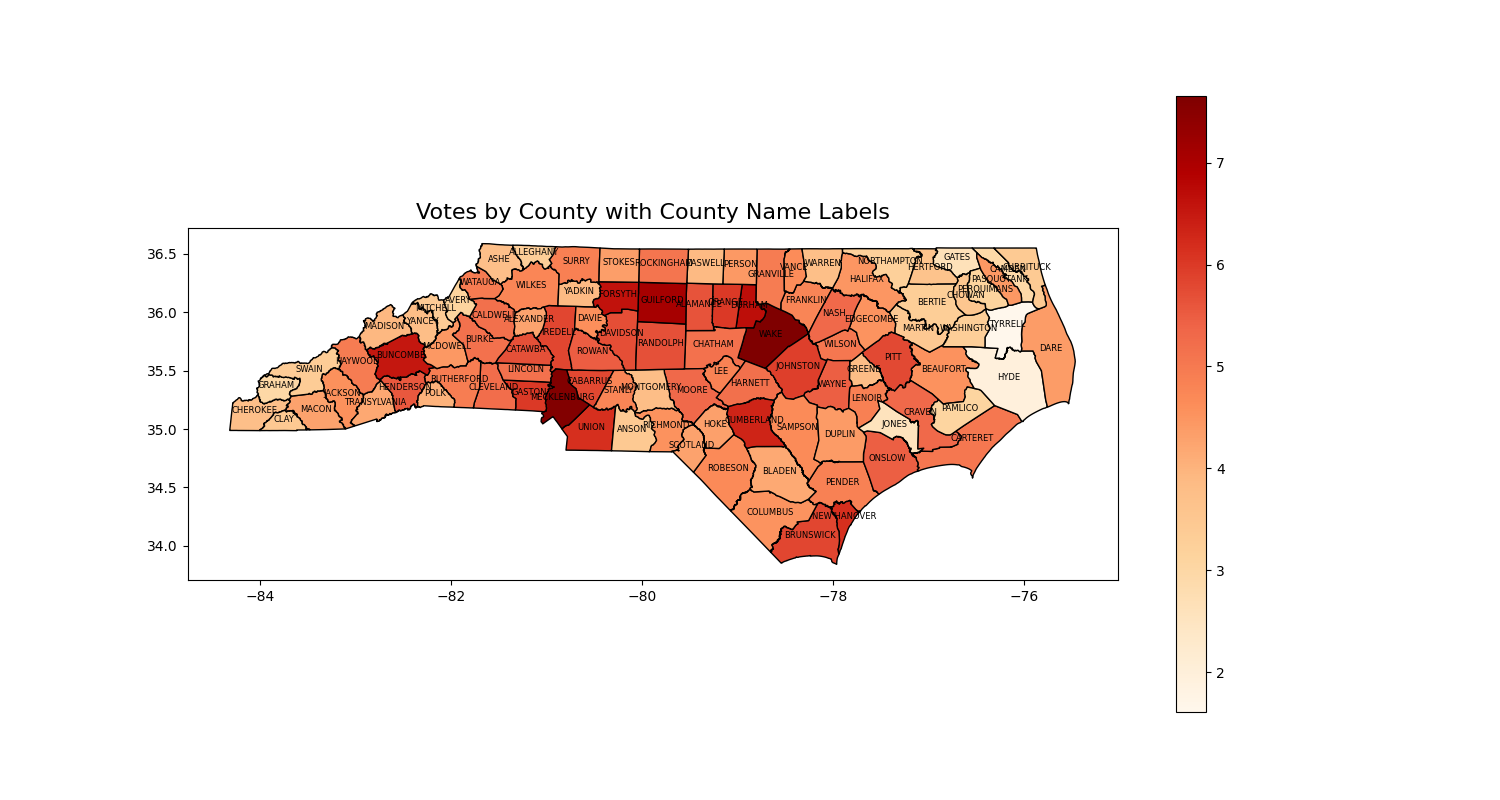 Votes by County with County Name Labels
36.5
36.0
35.5
35.0
34.5
34.0
−84
−82
−80
−78
−76
7
6
5
4
3
2
ASHE
ALLEGHANY
SURRY
STOKES
ROCKINGHAM
CASWELL
PERSON
GRANVILLE
VANCE
WARREN
NORTHAMPTON
HERTFORD
GATES
CAMDEN
CURRITUCK
PASQUOTANK
PERQUIMANS
CHOWAN
HALIFAX
BERTIE
WATAUGA
WILKES
YADKIN
FORSYTH
GUILFORD
ALAMANCE
ORANGE
DURHAM
FRANKLIN
NASH
EDGECOMBE
MARTIN
WASHINGTON
TYRRELL
DARE
AVERY
MITCHELL
YANCEY
MADISON
CALDWELL
ALEXANDER
IREDELL
DAVIE
DAVIDSON
RANDOLPH
CHATHAM
WAKE
WILSON
JOHNSTON
PITT
GREENE
BEAUFORT
HYDE
HAYWOOD
BUNCOMBE
MCDOWELL
BURKE
CATAWBA
ROWAN
LINCOLN
SWAIN
GRAHAM
CHEROKEE
CLAY
MACON
JACKSON
TRANSYLVANIA
HENDERSON
POLK
RUTHERFORD
CLEVELAND
GASTON
MECKLENBURG
CABARRUS
STANLY
MONTGOMERY
MOORE
LEE
HARNETT
WAYNE
LENOIR
CRAVEN
PAMLICO
JONES
CARTERET
UNION
ANSON
RICHMOND
SCOTLAND
HOKE
CUMBERLAND
SAMPSON
DUPLIN
ONSLOW
ROBESON
BLADEN
PENDER
COLUMBUS
NEW HANOVER
BRUNSWICK